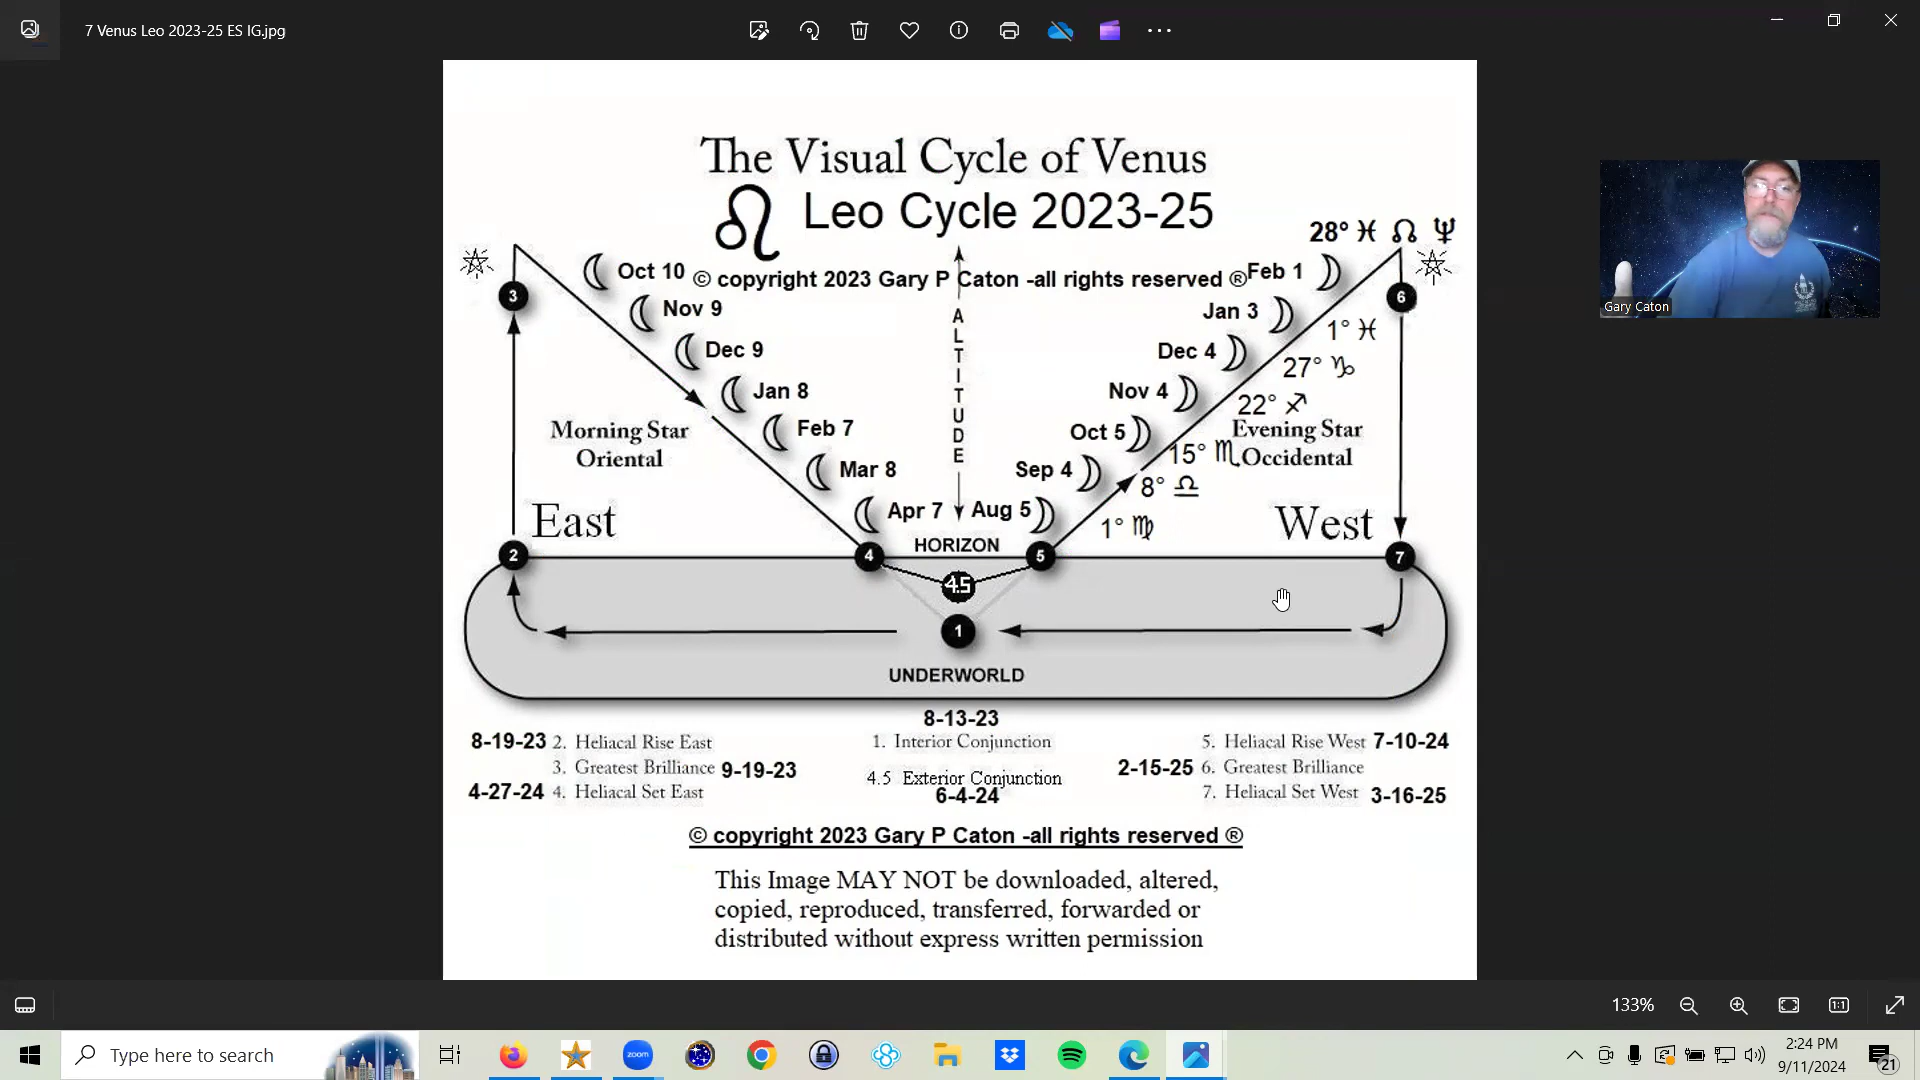 7 Venus Leo 2023-25 ES IG.jpg
The Visual Cycle of Venus
♌ Leo Cycle 2023-25
28° ♓ ☊ ♆
Oct 10
© copyright 2023 Gary P Caton -all rights reserved ®
Feb 1
Nov 9
Jan 3
1° ♓
Dec 9
Dec 4
27° ♑
Jan 8
Nov 4
22° ♐
Feb 7
Oct 5
15° ♏
Mar 8
Sep 4
8° ♎
Apr 7
Aug 5
1° ♍
ALTITUDE
Morning Star
Oriental
Evening Star
Occidental
East
West
HORIZON
3
6
2
4
5
7
4.5
1
UNDERWORLD
8-19-23 2. Heliacal Rise East
3. Greatest Brilliance 9-19-23
4-27-24 4. Heliacal Set East
8-13-23
1. Interior Conjunction
4.5 Exterior Conjunction
6-4-24
5. Heliacal Rise West 7-10-24
2-15-25 6. Greatest Brilliance
7. Heliacal Set West 3-16-25
© copyright 2023 Gary P Caton -all rights reserved ®
This Image MAY NOT be downloaded, altered,
copied, reproduced, transferred, forwarded or
distributed without express written permission
Gary Caton
133%
1:1
Type here to search
zoom
2:24 PM
9/11/2024
21